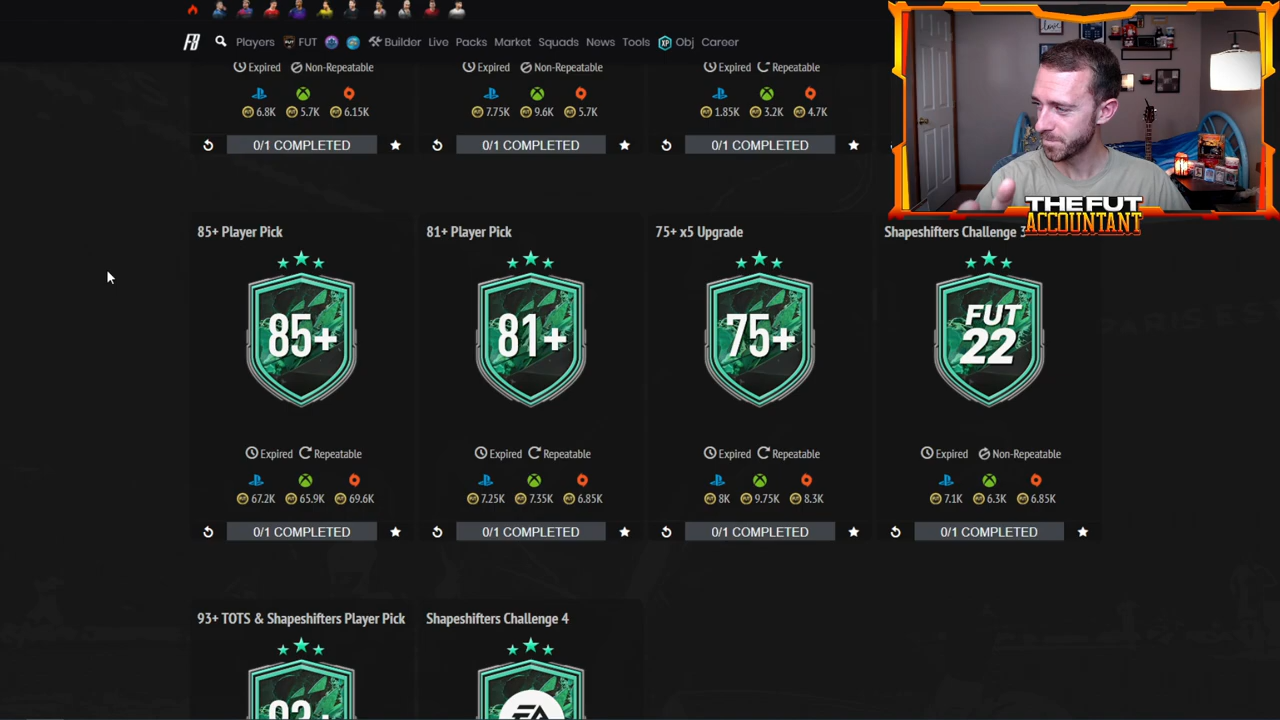 F8 Players FUT Builder Live Packs Market Squads News Tools XP Obj Career
Expired Non-Repeatable Expired Non-Repeatable Expired Repeatable
6.8K 5.7K 6.15K 7.75K 9.6K 5.7K 1.85K 3.2K 4.7K
0/1 COMPLETED 0/1 COMPLETED 0/1 COMPLETED
THE FUT
ACCOUNTANT
85+ Player Pick 81+ Player Pick 75+ x5 Upgrade Shapeshifters Challenge 3
85+ 81+ 75+ FUT
22
Expired Repeatable Expired Repeatable Expired Repeatable Expired Non-Repeatable
67.2K 65.9K 69.6K 7.25K 7.35K 6.85K 8K 9.75K 8.3K 7.1K 6.3K 6.85K
0/1 COMPLETED 0/1 COMPLETED 0/1 COMPLETED 0/1 COMPLETED
93+ TOTS & Shapeshifters Player Pick Shapeshifters Challenge 4
93+ EA